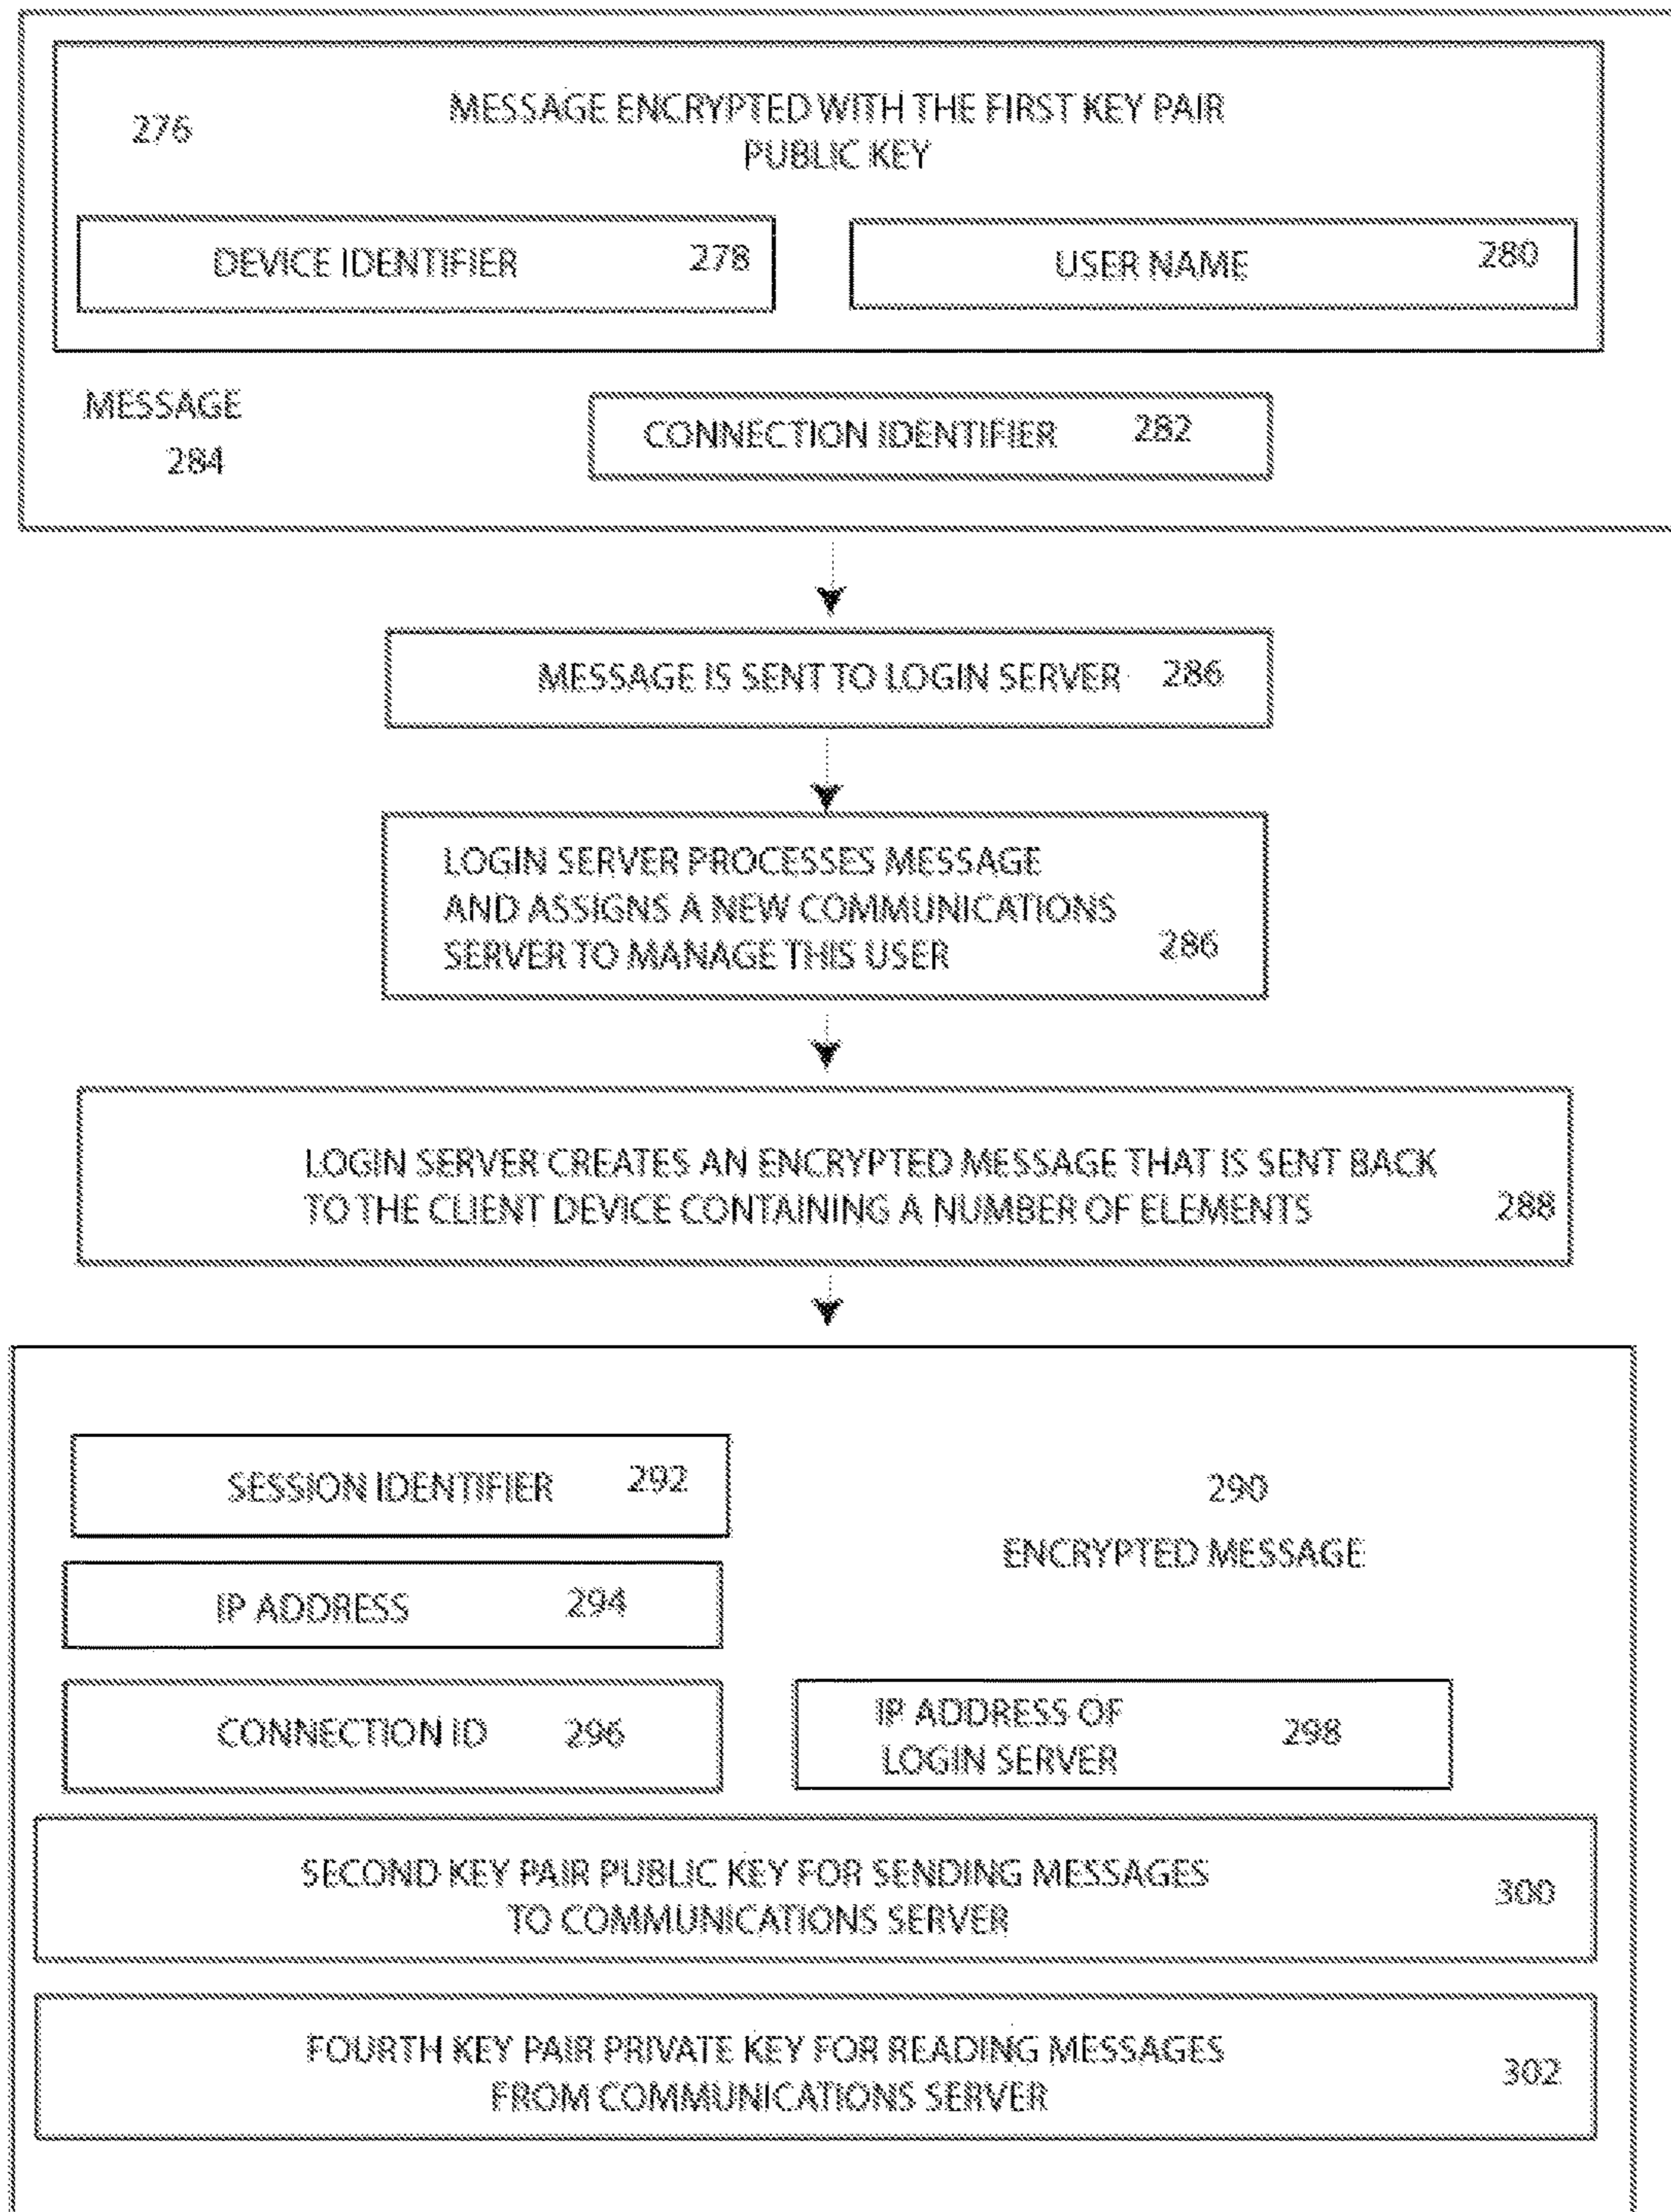 276
MESSAGE ENCRYPTED WITH THE FIRST KEY PAIR
PUBLIC KEY
DEVICE IDENTIFIER 278
USER NAME 280
MESSAGE
284
CONNECTION IDENTIFIER 282
MESSAGE IS SENT TO LOGIN SERVER 286
LOGIN SERVER PROCESSES MESSAGE
AND ASSIGNS A NEW COMMUNICATIONS
SERVER TO MANAGE THIS USER 286
LOGIN SERVER CREATES AN ENCRYPTED MESSAGE THAT IS SENT BACK
TO THE CLIENT DEVICE CONTAINING A NUMBER OF ELEMENTS 288
SESSION IDENTIFIER 292
290
ENCRYPTED MESSAGE
IP ADDRESS 294
CONNECTION ID 296
IP ADDRESS OF
LOGIN SERVER 298
SECOND KEY PAIR PUBLIC KEY FOR SENDING MESSAGES
TO COMMUNICATIONS SERVER 300
FOURTH KEY PAIR PRIVATE KEY FOR READING MESSAGES
FROM COMMUNICATIONS SERVER 302